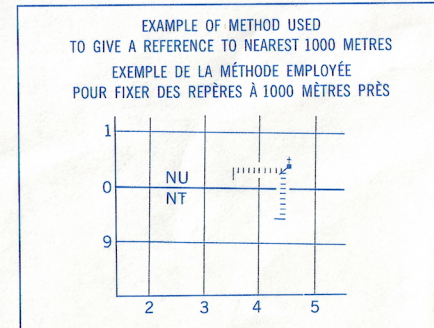 EXAMPLE OF METHOD USED
TO GIVE A REFERENCE TO NEAREST 1000 METRES
EXEMPLE DE LA MÉTHODE EMPLOYÉE
POUR FIXER DES REPÈRES À 1000 MÈTRES PRÈS
1
NU
0
NT
9
2 3 4 5